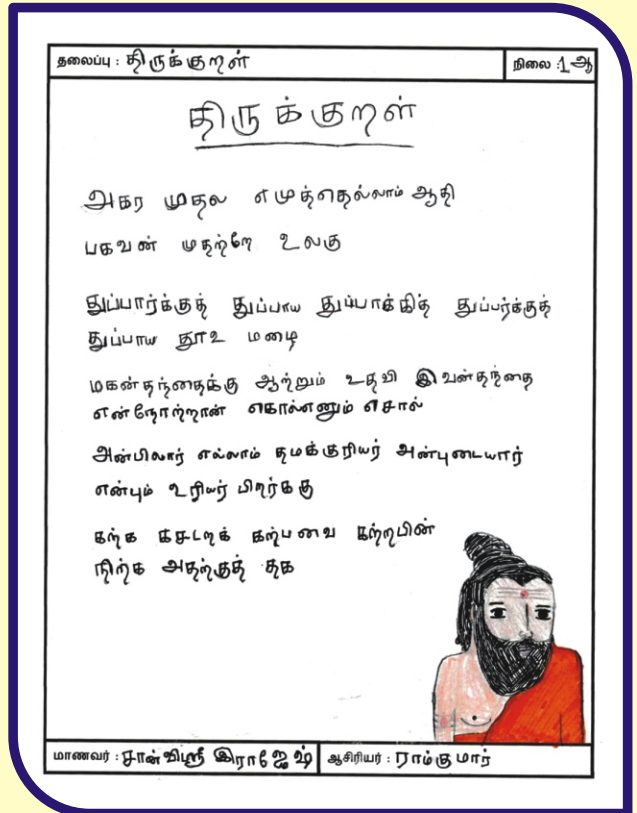 தலைப்பு : திருக்குறள்
நிலை : 1 ஆ
திருக்குறள்
அகர முதல எழுத்தெல்லாம் ஆதி
பகவன் முதற்றே உலகு
துப்பார்க்குத் துப்பாய துப்பாக்கித் துப்பர்க்குத்
துப்பாய தூஉ மழை
மகன்தந்தைக்கு ஆற்றும் உதவி இவன்தந்தை
என்நோற்றான் கொல்எனும் சொல்
அன்பிலார் எல்லாம் தமக்குரியர் அன்புடையார்
என்பும் உரியர் பிறர்க்கு
கற்க கசடறக் கற்பவை கற்றபின்
நிற்க அதற்குத் தக
மாணவர் : சான்விஸ்ரீ இராஜேஷ்
ஆசிரியர் : ராம்குமார்